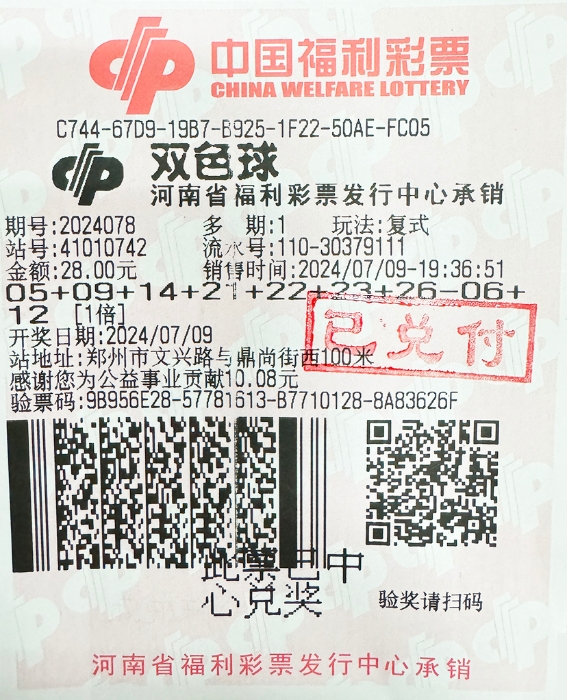 中国福利彩票
CHINA WELFARE LOTTERY
C744-67D9-19B7-B925-1F22-50AE-FC05
双色球
河南省福利彩票发行中心承销
期号:2024078 多 期:1 玩法:复式
站号:41010742 流水号:110-30379111
金额:28.00元 销售时间:2024/07/09-19:36:51
05+09+14+21+22+23+26-06+
12 [1倍]
已兑付
开奖日期:2024/07/09
站地址:郑州市文兴路与鼎尚街西100米
感谢您为公益事业贡献10.08元
验票码:9B956E28-57781613-B7710128-8A83626F
此票已中
心兑奖
验奖请扫码
河南省福利彩票发行中心承销